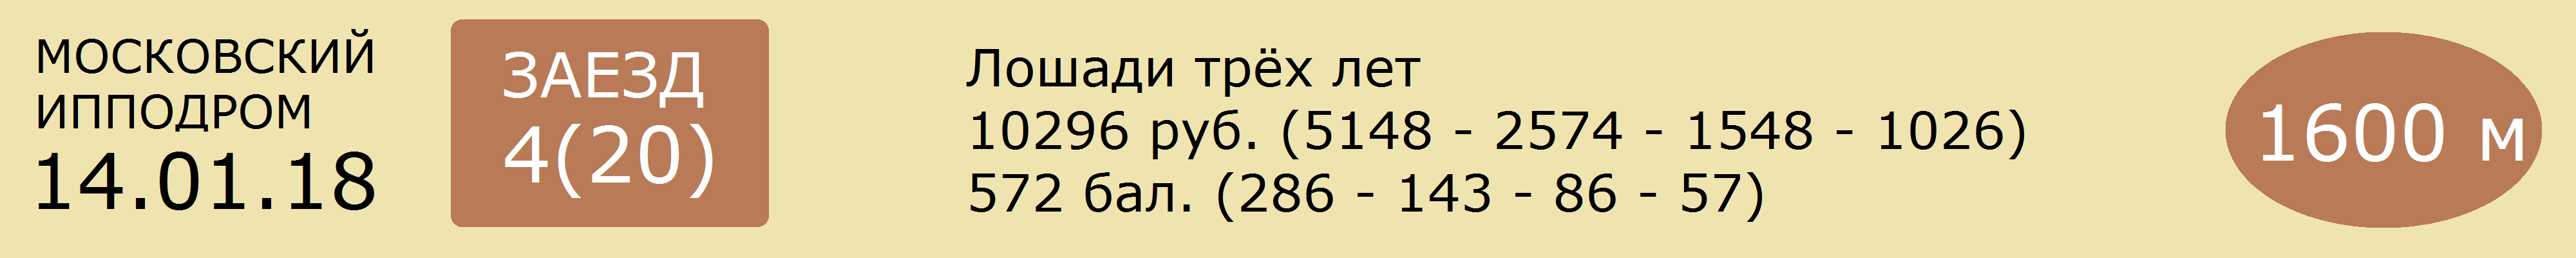 МОСКОВСКИЙ
ИППОДРОМ
14.01.18
ЗАЕЗД
4(20)
Лошади трёх лет
10296 руб. (5148 - 2574 - 1548 - 1026)
572 бал. (286 - 143 - 86 - 57)
1600 м